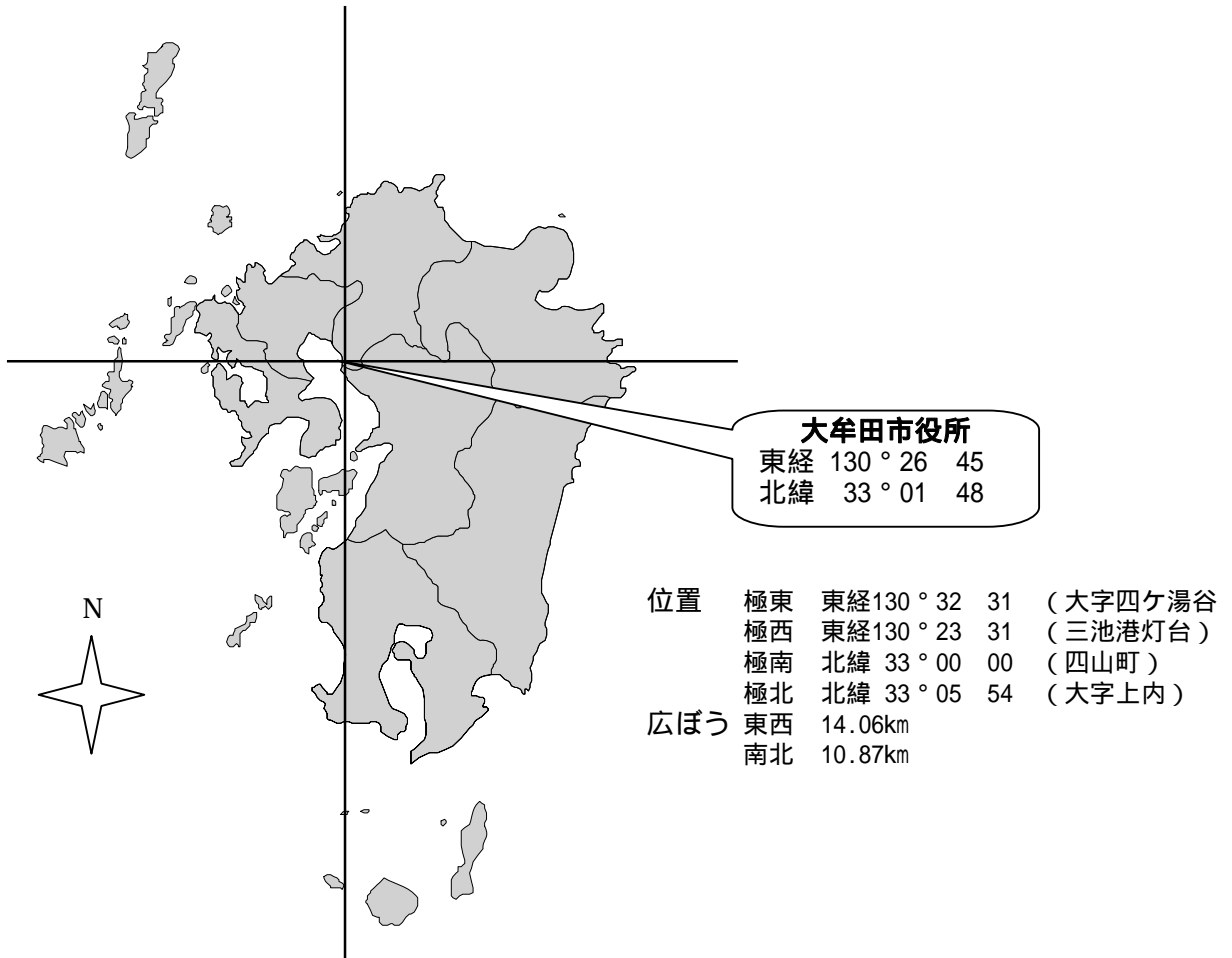 N
大牟田市役所
東経 130 ° 26 45
北緯 33 ° 01 48
位置 極東 東経130 ° 32 31 （大字四ケ湯谷
極西 東経130 ° 23 31 （三池港灯台）
極南 北緯 33 ° 00 00 （四山町）
極北 北緯 33 ° 05 54 （大字上内）
広ぼう 東西 14.06㎞
南北 10.87㎞